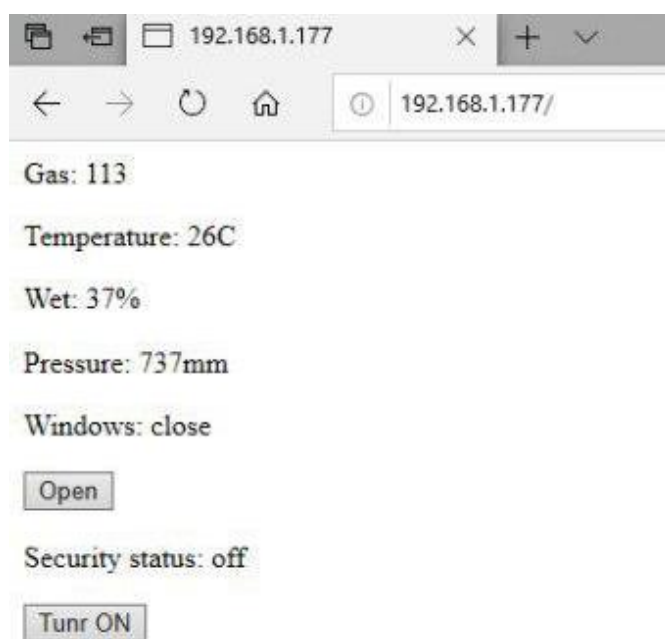 192.168.1.177
192.168.1.177/
Gas: 113
Temperature: 26C
Wet: 37%
Pressure: 737mm
Windows: close
Open
Security status: off
Tunr ON